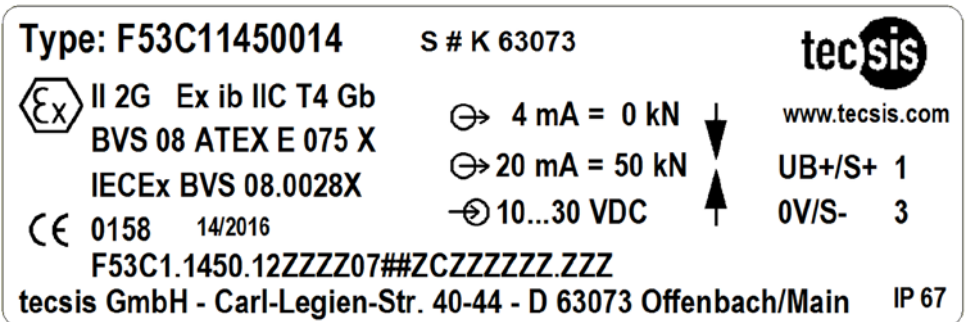 Type: F53C11450014 S # K 63073
tecsis
Ex II 2G Ex ib IIC T4 Gb
BVS 08 ATEX E 075 X
IECEx BVS 08.0028X
CE 0158 14/2016
4 mA = 0 kN
20 mA = 50 kN
10...30 VDC
www.tecsis.com
UB+/S+ 1
0V/S- 3
F53C1.1450.12ZZZZ07##ZCZZZZZZ.ZZZ
tecsis GmbH - Carl-Legien-Str. 40-44 - D 63073 Offenbach/Main IP 67